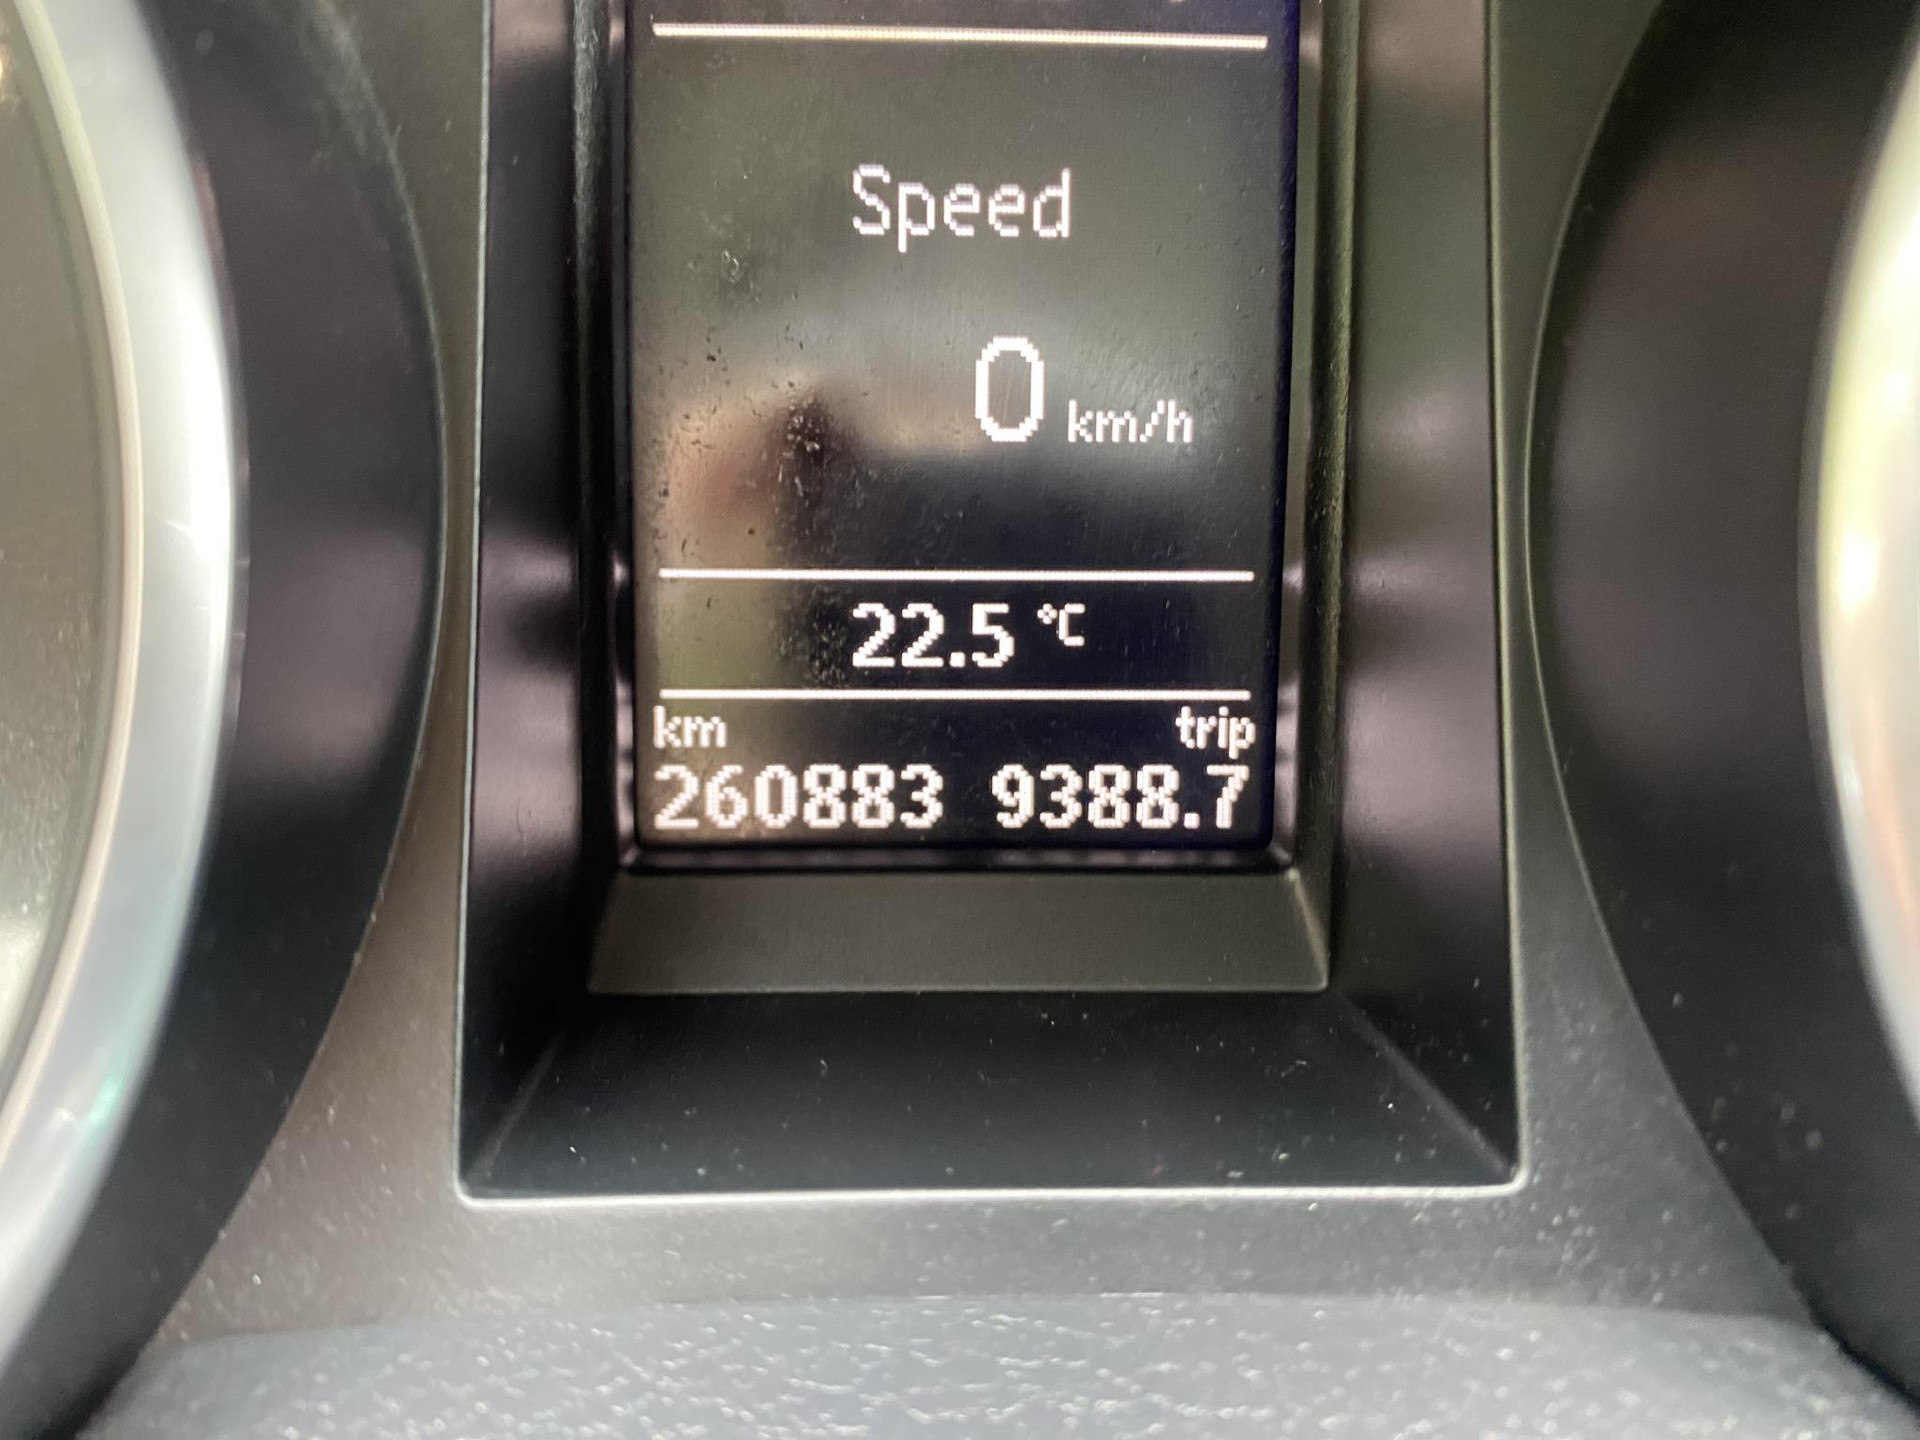 Speed
0 km/h
22.5 °C
km trip
260883 9388.7